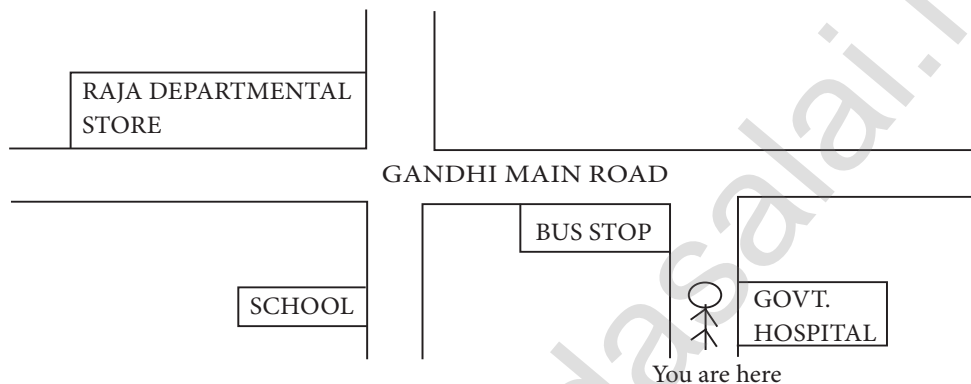 RAJA DEPARTMENTAL
STORE
GANDHI MAIN ROAD
BUS STOP
SCHOOL
GOVT.
HOSPITAL
You are here